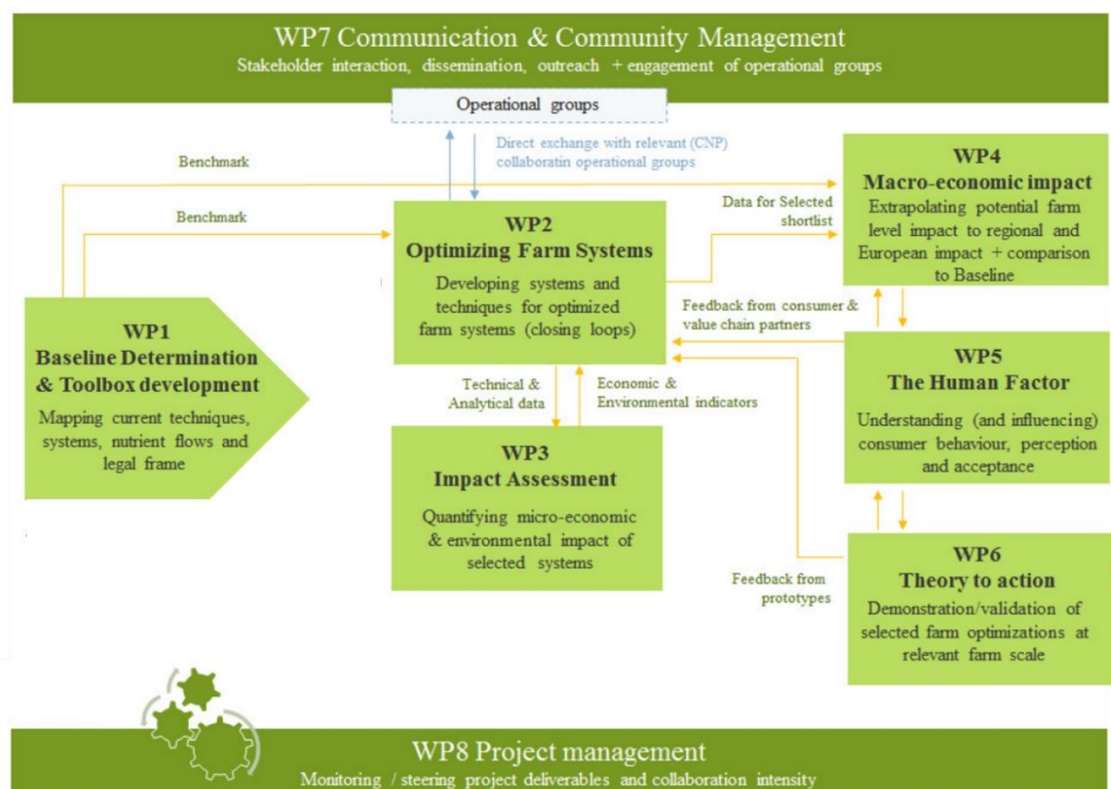 WP7 Communication & Community Management
Stakeholder interaction, dissemination, outreach + engagement of operational groups
Operational groups
Direct exchange with relevant (CNP)
collaboratin operational groups
Benchmark
Benchmark
WP1
Baseline Determination
& Toolbox development
Mapping current techniques,
systems, nutrient flows and
legal frame
WP2
Optimizing Farm Systems
Developing systems and
techniques for optimized
farm systems (closing loops)
Technical &
Analytical data
Economic &
Environmental indicators
WP3
Impact Assessment
Quantifying micro-economic
& environmental impact of
selected systems
Data for Selected
shortlist
WP4
Macro-economic impact
Extrapolating potential farm
level impact to regional and
European impact + comparison
to Baseline
Feedback from consumer &
value chain partners
WP5
The Human Factor
Understanding (and influencing)
consumer behaviour, perception
and acceptance
Feedback from
prototypes
WP6
Theory to action
Demonstration/validation of
selected farm optimizations at
relevant farm scale
WP8 Project management
Monitoring / steering project deliverables and collaboration intensity